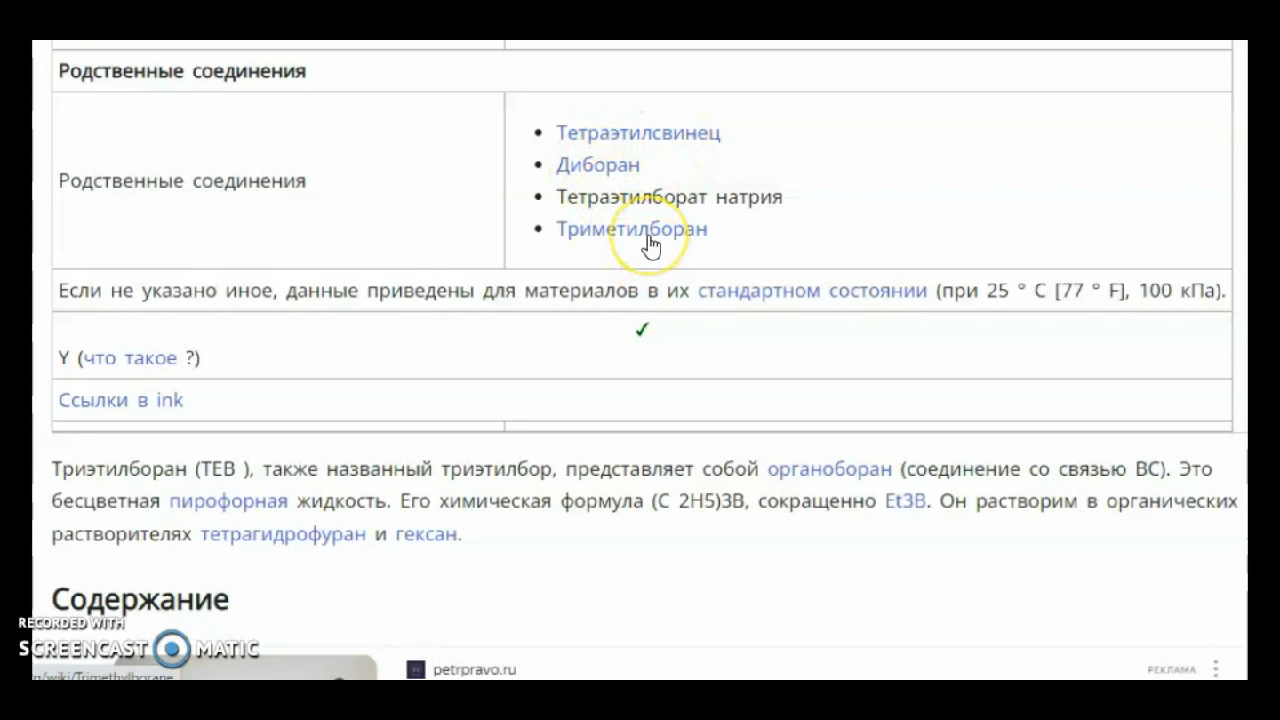 Родственные соединения
Родственные соединения
Тетраэтилсвинец
Диборан
Тетраэтилборат натрия
Триметилборан
Если не указано иное, данные приведены для материалов в их стандартном состоянии (при 25 ° C [77 ° F], 100 кПа).
✓
Y (что такое ?)
Ссылки в ink
Триэтилборан (TEB ), также названный триэтилбор, представляет собой органоборан (соединение со связью BC). Это
бесцветная пирофорная жидкость. Его химическая формула (C 2H5)3B, сокращенно Et3B. Он растворим в органических
растворителях тетрагидрофуран и гексан.
Содержание
RECORDED WITH
SCREENCAST MATIC
petrpravo.ru
РЕКЛАМА
/wiki/Trimethylborane